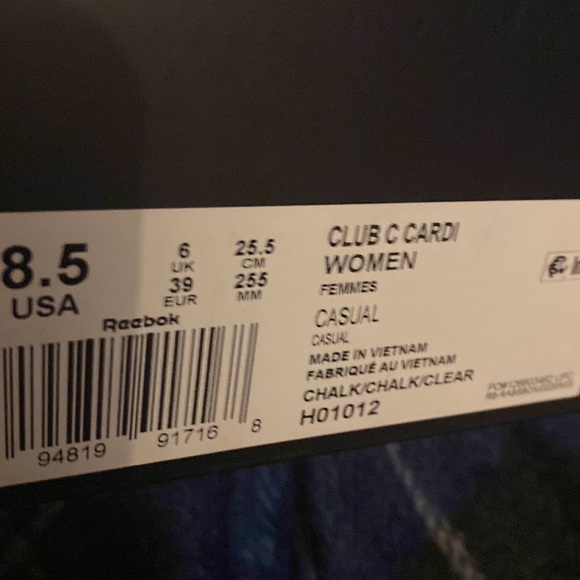 8.5
USA
6
UK
39
EUR
25.5
CM
255
MM
Reebok
94819 91716 8
CLUB C CARDI
WOMEN
FEMMES
CASUAL
CASUAL
MADE IN VIETNAM
FABRIQUÉ AU VIETNAM
CHALK/CHALK/CLEAR
H01012